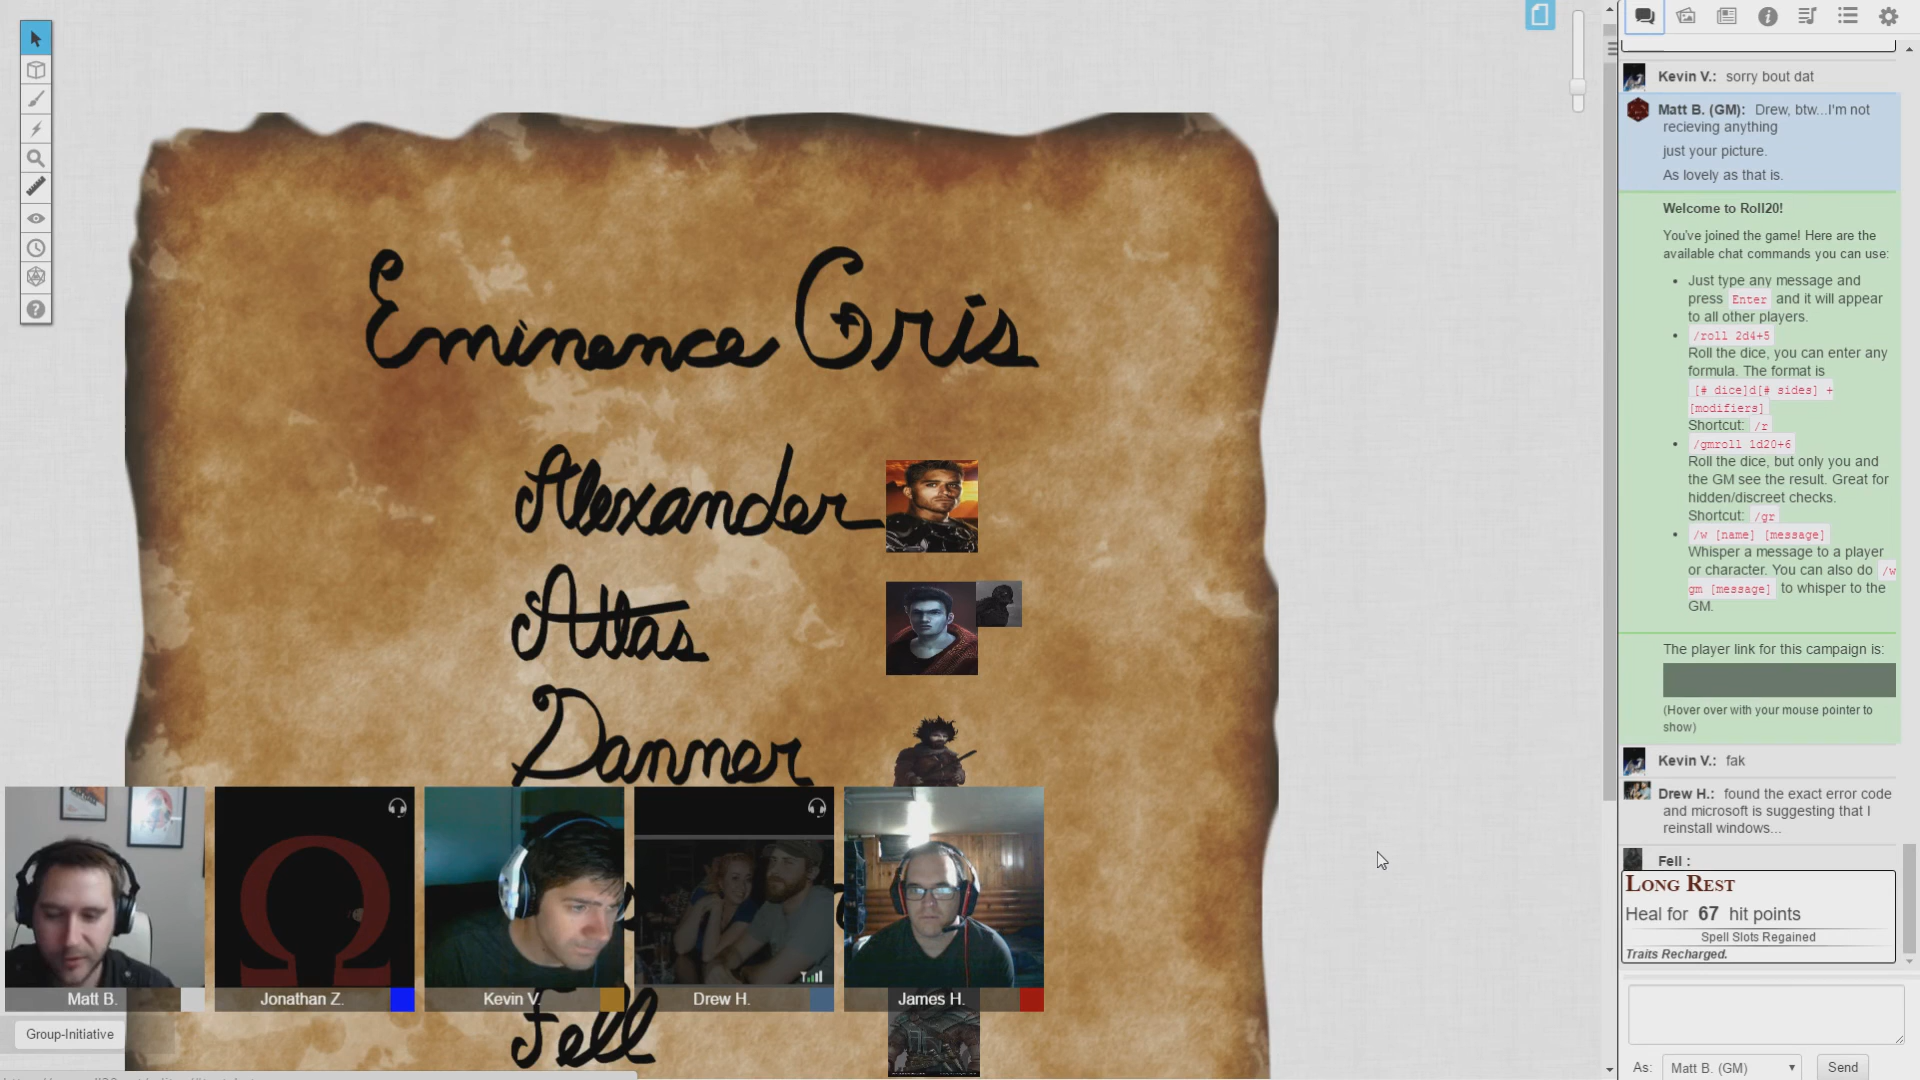 Eminence Gris
Alexander
Atlas
Danner
Fell
Matt B.
Jonathan Z.
Kevin V.
Drew H.
James H.
Group-Initiative
Kevin V.: sorry bout dat
Matt B. (GM): Drew, btw...I'm not
recieving anything
just your picture.
As lovely as that is.
Welcome to Roll20!
You've joined the game! Here are the
available chat commands you can use:
• Just type any message and
press Enter and it will appear
to all other players.
• /roll 2d4+5
Roll the dice, you can enter any
formula. The format is
[# dice]d[# sides] +
[modifiers]
Shortcut: /r
• /gmroll 1d20+6
Roll the dice, but only you and
the GM see the result. Great for
hidden/discreet checks.
Shortcut: /gr
• /w [name] [message]
Whisper a message to a player
or character. You can also do /w
gm [message] to whisper to the
GM.
The player link for this campaign is:
(Hover over with your mouse pointer to
show)
Kevin V.: fak
Drew H.: found the exact error code
and microsoft is suggesting that I
reinstall windows...
Fell :
Long Rest
Heal for 67 hit points
Spell Slots Regained
Traits Recharged.
As: Matt B. (GM)
Send